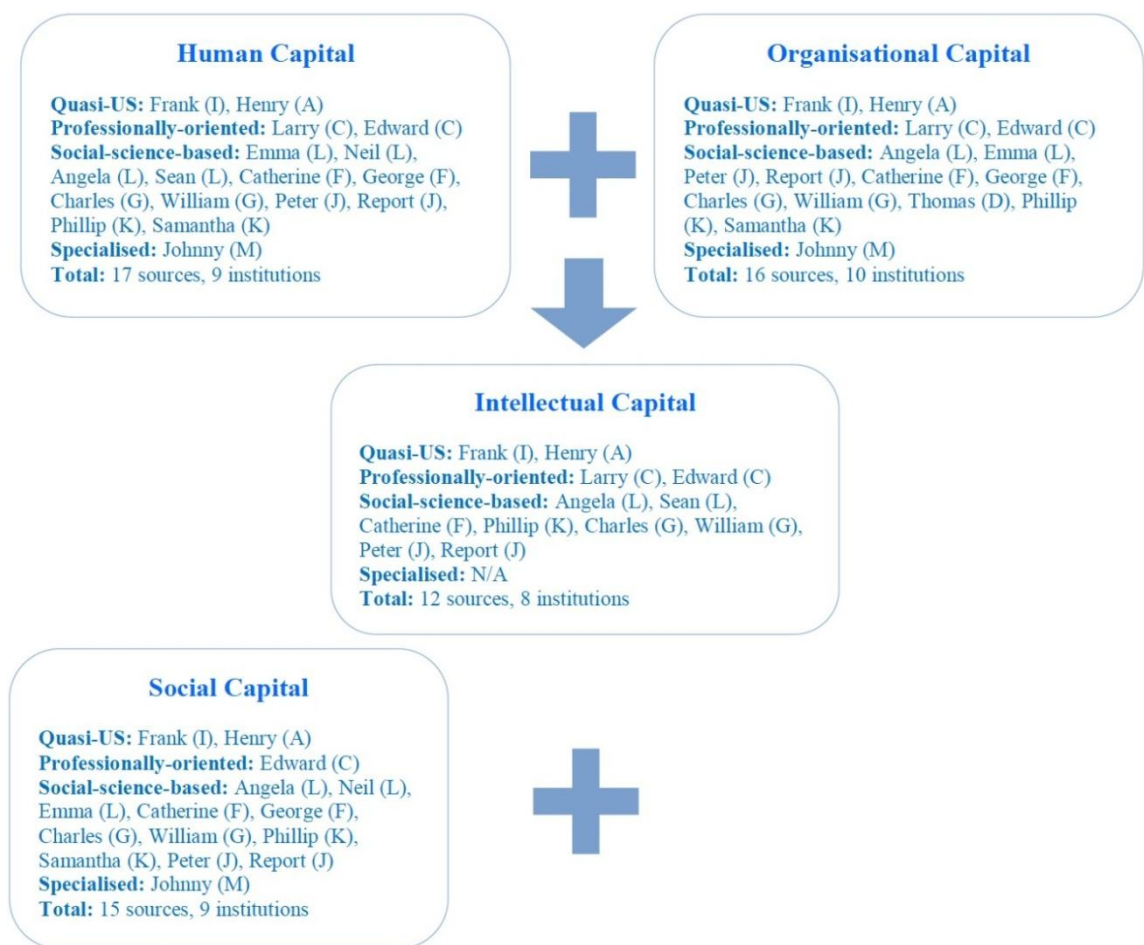 Human Capital
Quasi-US: Frank (I), Henry (A)
Professionally-oriented: Larry (C), Edward (C)
Social-science-based: Emma (L), Neil (L),
Angela (L), Sean (L), Catherine (F), George (F),
Charles (G), William (G), Peter (J), Report (J),
Phillip (K), Samantha (K)
Specialised: Johnny (M)
Total: 17 sources, 9 institutions
Organisational Capital
Quasi-US: Frank (I), Henry (A)
Professionally-oriented: Larry (C), Edward (C)
Social-science-based: Angela (L), Emma (L),
Peter (J), Report (J), Catherine (F), George (F),
Charles (G), William (G), Thomas (D), Phillip
(K), Samantha (K)
Specialised: Johnny (M)
Total: 16 sources, 10 institutions
Intellectual Capital
Quasi-US: Frank (I), Henry (A)
Professionally-oriented: Larry (C), Edward (C)
Social-science-based: Angela (L), Sean (L),
Catherine (F), Phillip (K), Charles (G), William (G),
Peter (J), Report (J)
Specialised: N/A
Total: 12 sources, 8 institutions
Social Capital
Quasi-US: Frank (I), Henry (A)
Professionally-oriented: Edward (C)
Social-science-based: Angela (L), Neil (L),
Emma (L), Catherine (F), George (F),
Charles (G), William (G), Phillip (K),
Samantha (K), Peter (J), Report (J)
Specialised: Johnny (M)
Total: 15 sources, 9 institutions